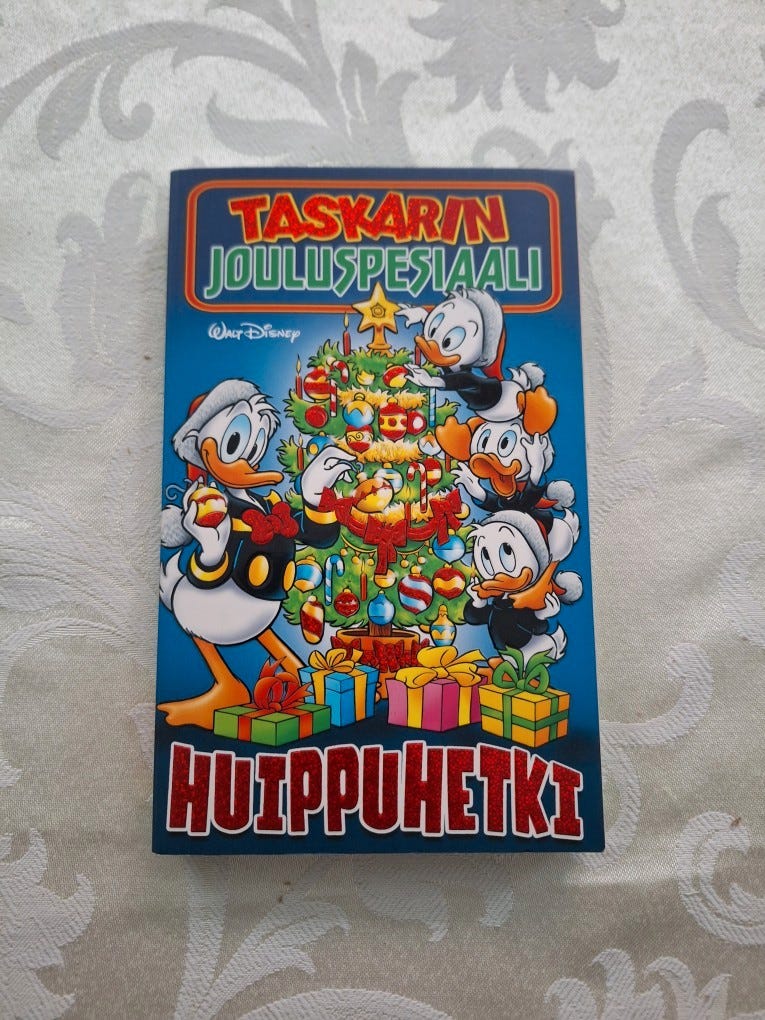 TASKARIN
JOULUSPESIAALI
WALT DISNEY
HUIPPUHETKI